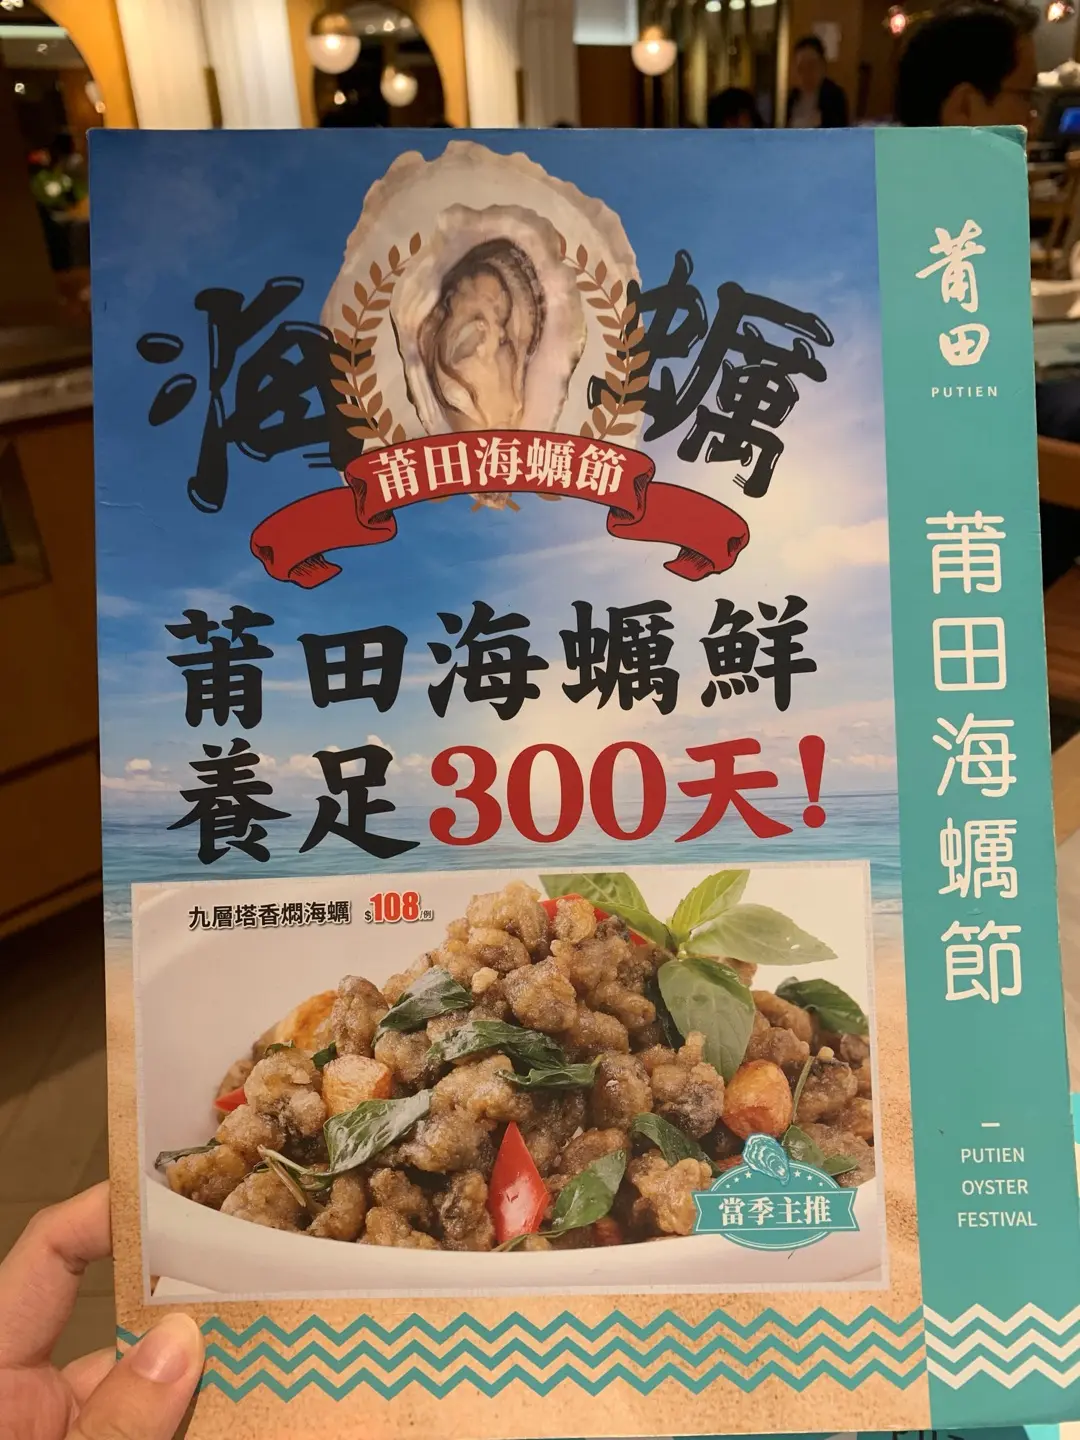 海蠣
莆田海蠣節
莆田海蠣鮮
養足300天!
九層塔香燜海蠣 $108/例
當季主推
莆田
PUTIEN
莆田海蠣節
PUTIEN
OYSTER
FESTIVAL